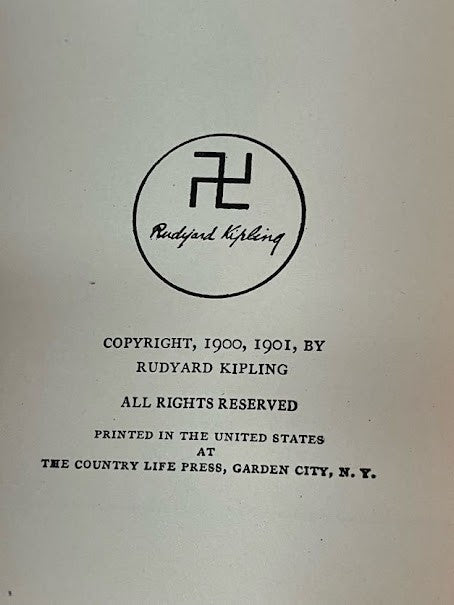 Rudyard Kipling
COPYRIGHT, 1900, 1901, BY
RUDYARD KIPLING
ALL RIGHTS RESERVED
PRINTED IN THE UNITED STATES
AT
THE COUNTRY LIFE PRESS, GARDEN CITY, N. Y.